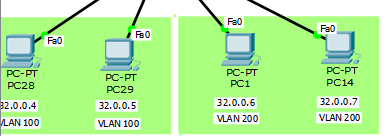 Fa0
Fa0
Fa0
Fa0
PC-PT
PC28
32.0.0.4
VLAN 100
PC-PT
PC29
32.0.0.5
VLAN 100
PC-PT
PC1
32.0.0.6
VLAN 200
PC-PT
PC14
32.0.0.7
VLAN 200